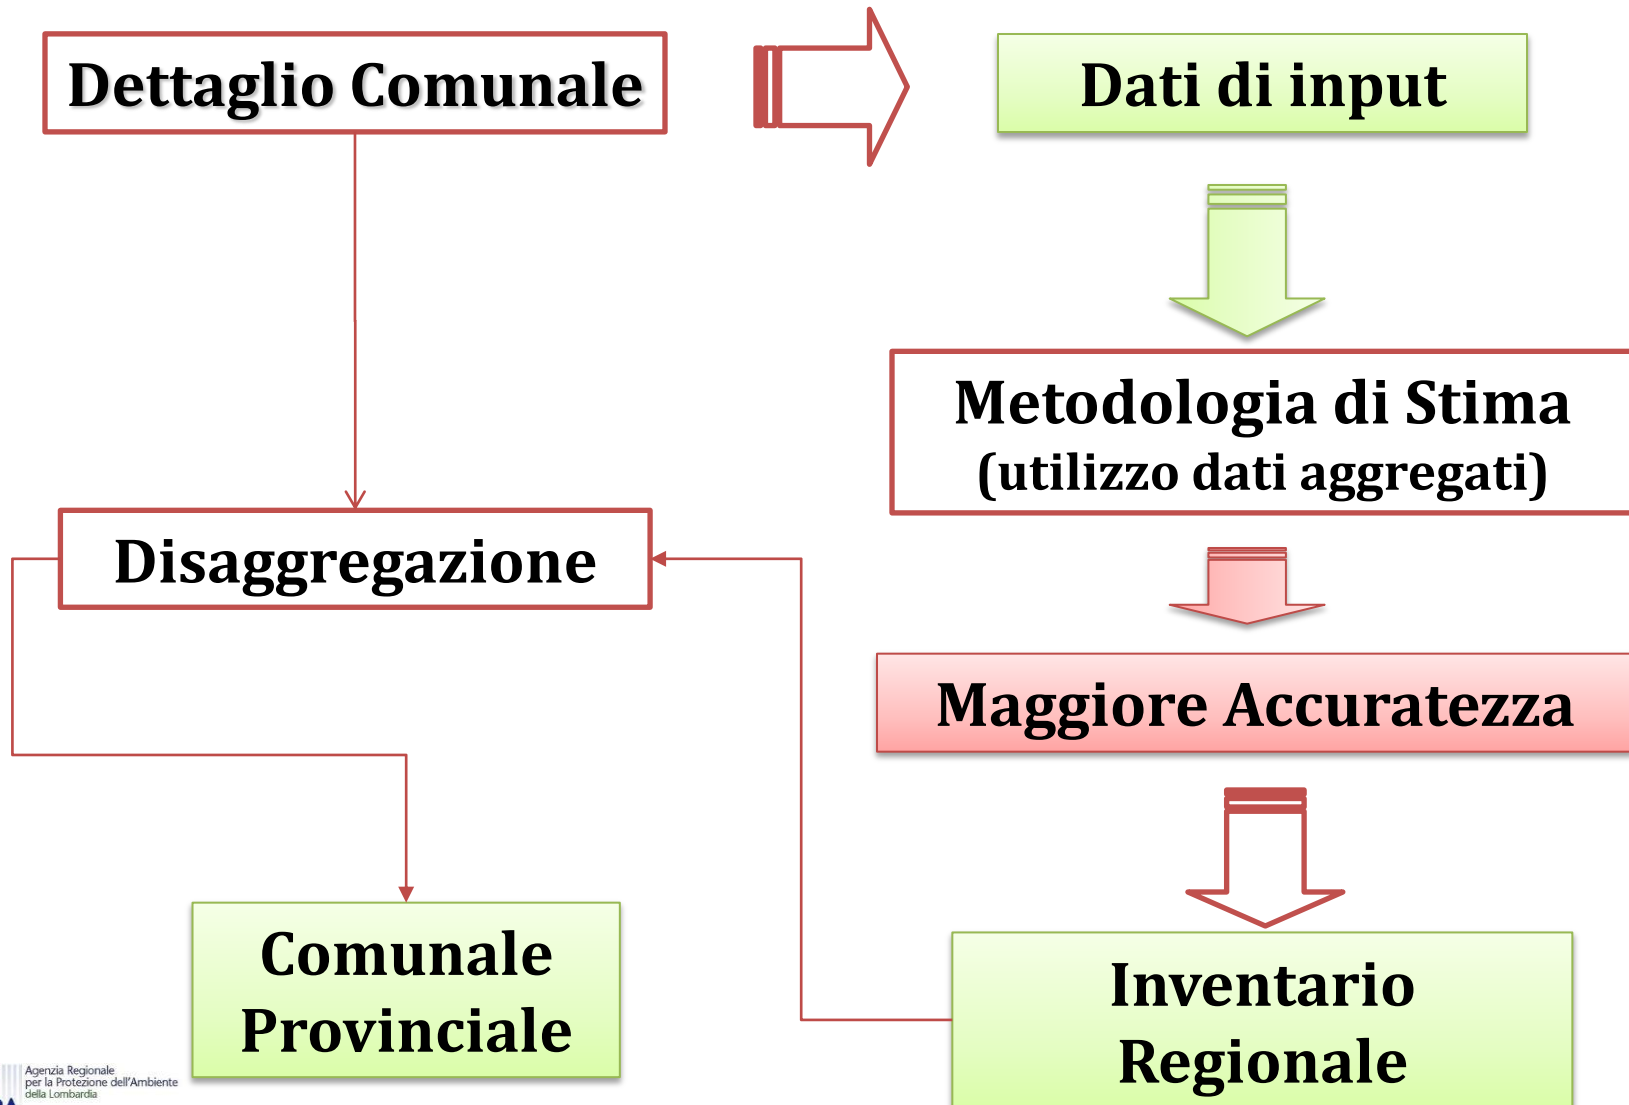 Dettaglio Comunale
Dati di input
Metodologia di Stima
(utilizzo dati aggregati)
Disaggregazione
Maggiore Accuratezza
Comunale
Provinciale
Inventario
Regionale
Agenzia Regionale
per la Protezione dell'Ambiente
della Lombardia